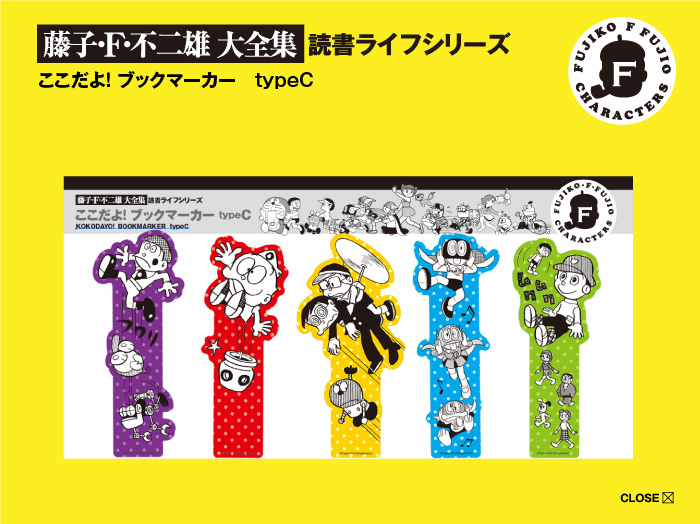 藤子・F・不二雄 大全集 読書ライフシリーズ
ここだよ! ブックマーカー　typeC
FUJIKO F FUJIO
F
CHARACTERS
藤子・F・不二雄 大全集 読書ライフシリーズ
ここだよ! ブックマーカー typeC
KOKODAYO! BOOKMARKER typeC
FUJIKO・F・FUJIO
F
CHARACTERS
フワリ
CLOSE